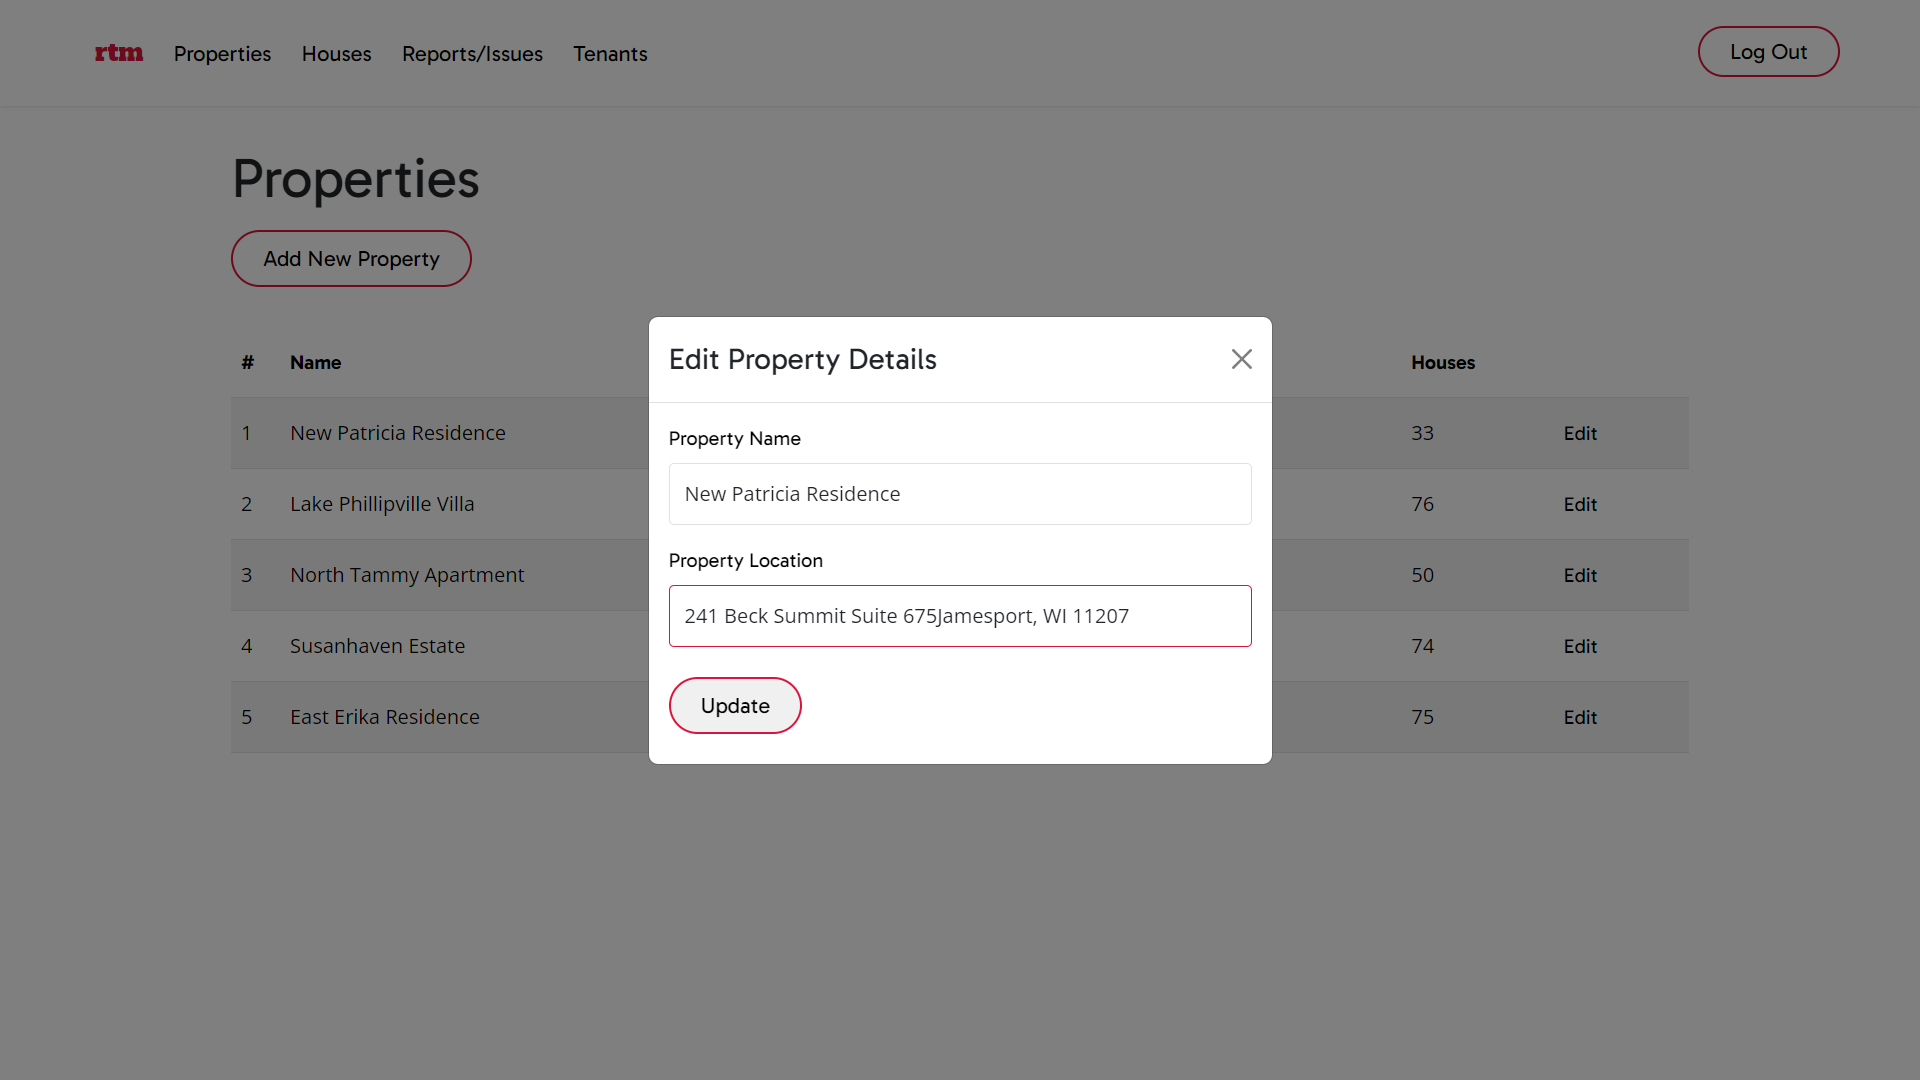 rtm Properties Houses Reports/Issues Tenants Log Out
Properties
Add New Property
# Name Houses
1 New Patricia Residence 33 Edit
2 Lake Phillipville Villa 76 Edit
3 North Tammy Apartment 50 Edit
4 Susanhaven Estate 74 Edit
5 East Erika Residence 75 Edit
Edit Property Details
Property Name
New Patricia Residence
Property Location
241 Beck Summit Suite 675Jamesport, WI 11207
Update